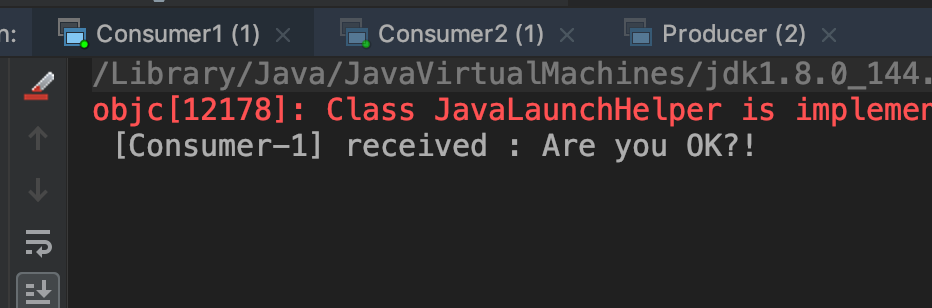 n: Consumer1 (1) × Consumer2 (1) × Producer (2) ×
/Library/Java/JavaVirtualMachines/jdk1.8.0_144.
objc[12178]: Class JavaLaunchHelper is implemen
[Consumer-1] received : Are you OK?!